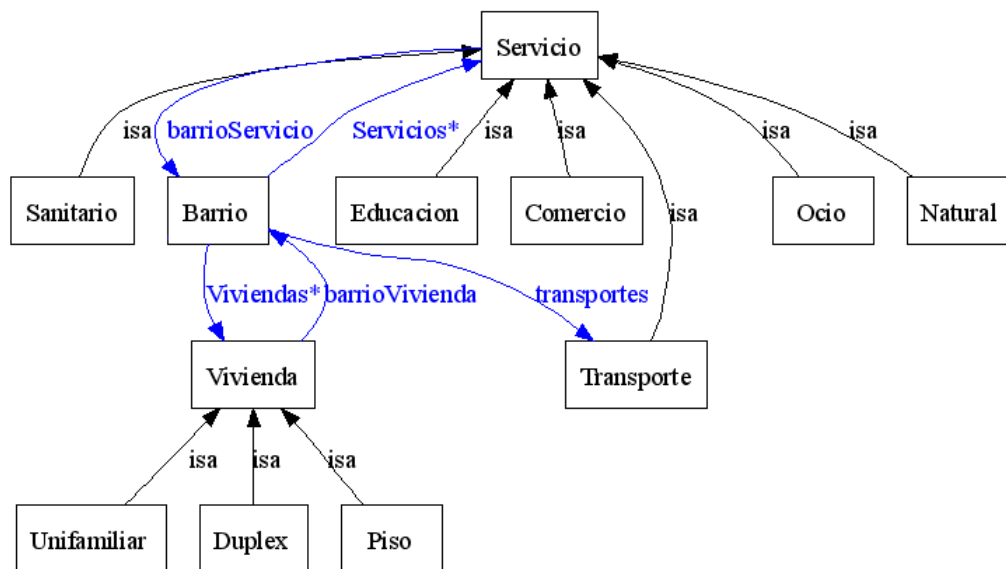 Servicio
isa
barrioServicio
Servicios*
isa
isa
isa
isa
Sanitario
Barrio
Educacion
Comercio
Ocio
Natural
isa
Viviendas*
barrioVivienda
transportes
Vivienda
Transporte
isa
isa
isa
Unifamiliar
Duplex
Piso